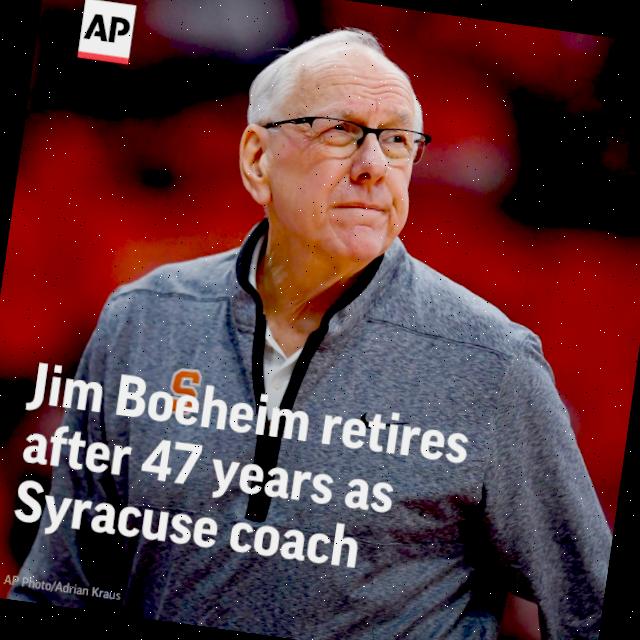 AP
S
Jim Boeheim retires
after 47 years as
Syracuse coach
AP Photo/Adrian Kraus